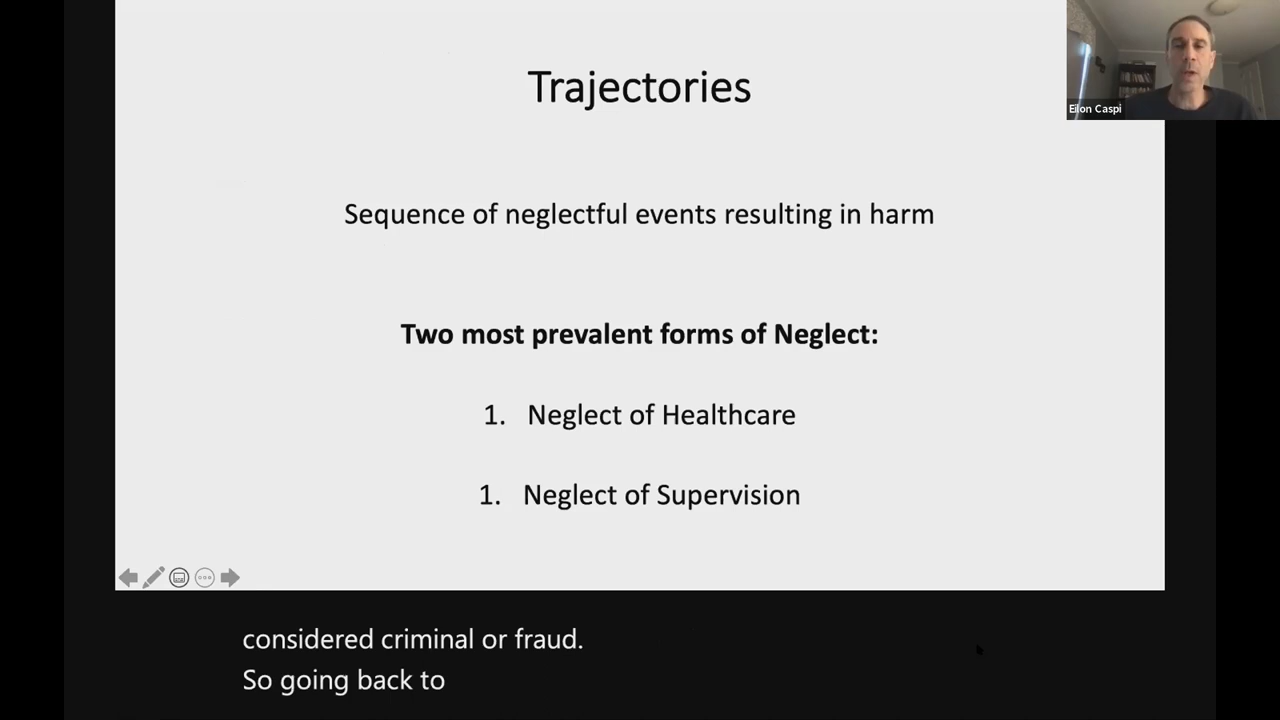 Trajectories
Eilon Caspi
Sequence of neglectful events resulting in harm
Two most prevalent forms of Neglect:
1. Neglect of Healthcare
1. Neglect of Supervision
considered criminal or fraud.
So going back to